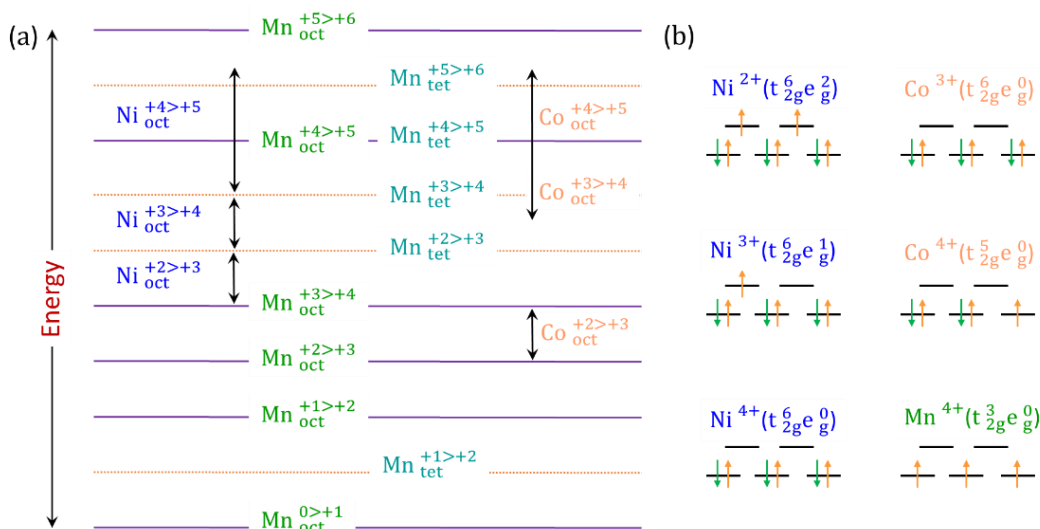 (a)
Energy
Mn oct +5>+6
Mn tet +5>+6
Ni oct +4>+5
Co oct +4>+5
Mn oct +4>+5
Mn tet +4>+5
Mn tet +3>+4
Co oct +3>+4
Ni oct +3>+4
Mn tet +2>+3
Ni oct +2>+3
Mn oct +3>+4
Co oct +2>+3
Mn oct +2>+3
Mn oct +1>+2
Mn tet +1>+2
Mn oct 0>+1
(b)
Ni 2+(t 6 2g e 2 g)
Co 3+(t 6 2g e 0 g)
Ni 3+(t 6 2g e 1 g)
Co 4+(t 5 2g e 0 g)
Ni 4+(t 6 2g e 0 g)
Mn 4+(t 3 2g e 0 g)